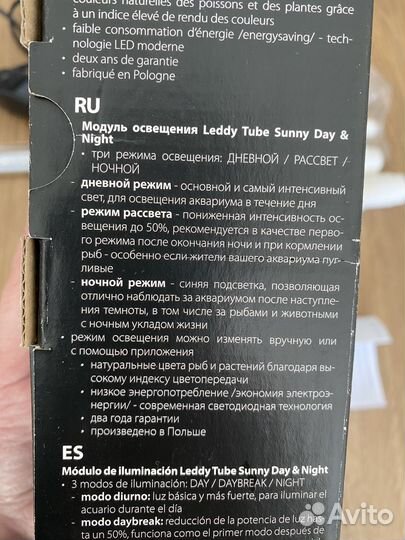 couleurs naturelles des poissons et des plantes grâce
à un indice élevé de rendu des couleurs
• faible consommation d'énergie /energysaving/ - tech-
nologie LED moderne
• deux ans de garantie
• fabriqué en Pologne
RU
Модуль освещения Leddy Tube Sunny Day &
Night
• три режима освещения: ДНЕВНОЙ / РАССВЕТ /
НОЧНОЙ
- дневной режим - основной и самый интенсивный
свет, для освещения аквариума в течение дня
- режим рассвета - пониженная интенсивность ос-
вещения до 50%, рекомендуется в качестве перво-
го режима после окончания ночи и при кормлении
рыб - особенно если жители вашего аквариума пуг-
ливые
- ночной режим - синяя подсветка, позволяющая
отлично наблюдать за аквариумом после наступле-
ния темноты, в том числе за рыбами и животными
с ночным укладом жизни
• режим освещения можно изменять вручную или
с помощью приложения
• натуральные цвета рыб и растений благодаря вы-
сокому индексу цветопередачи
• низкое энергопотребление /экономия электроэ-
нергии/ - современная светодиодная технология
• два года гарантии
• произведено в Польше
ES
Módulo de iluminación Leddy Tube Sunny Day & Night
• 3 modos de iluminación: DAY / DAYBREAK / NIGHT
- modo diurno: luz básica y más fuerte, para iluminar el
acuario durante el día
- modo daybreak: reducción de la potencia de luz has-
ta un 50%, funciona como el primer modo después de
Avito